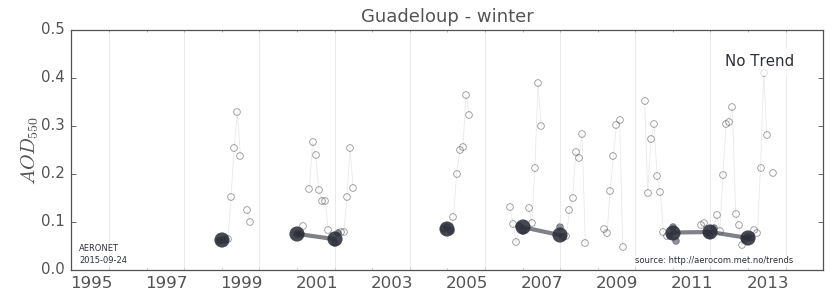 Guadeloup - winter
0.5
0.4
0.3
0.2
0.1
0.0
AOD550
No Trend
AERONET
2015-09-24
source: http://aerocom.met.no/trends
1995 1997 1999 2001 2003 2005 2007 2009 2011 2013